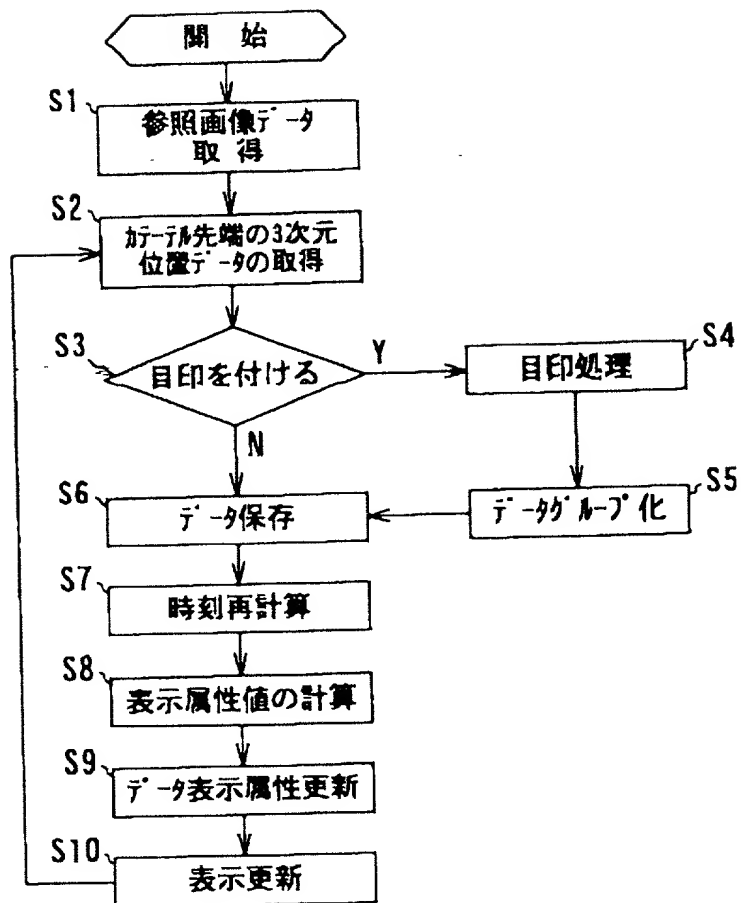 開 始
S1
参照画像データ
取 得
S2
カテーテル先端の3次元
位置データの取得
S3
目印を付ける
Y
S4
目印処理
N
S5
データグループ化
S6
データ保存
S7
時刻再計算
S8
表示属性値の計算
S9
データ表示属性更新
S10
表示更新